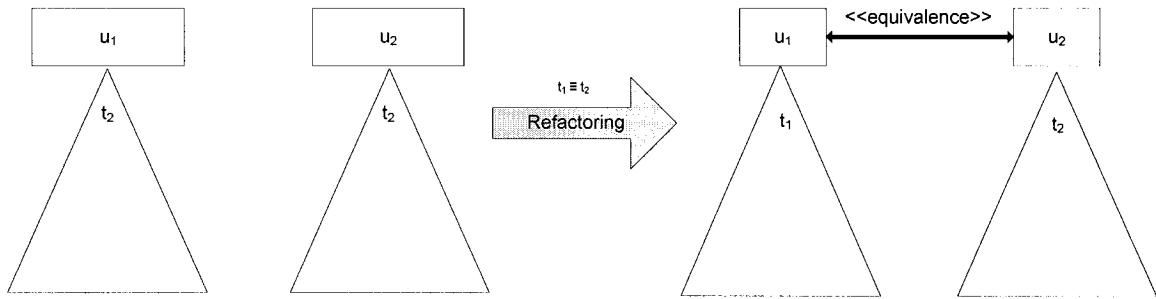 u₁
t₂
u₂
t₂
t₁ ≡ t₂
Refactoring
<<equivalence>>
u₁
t₁
u₂
t₂